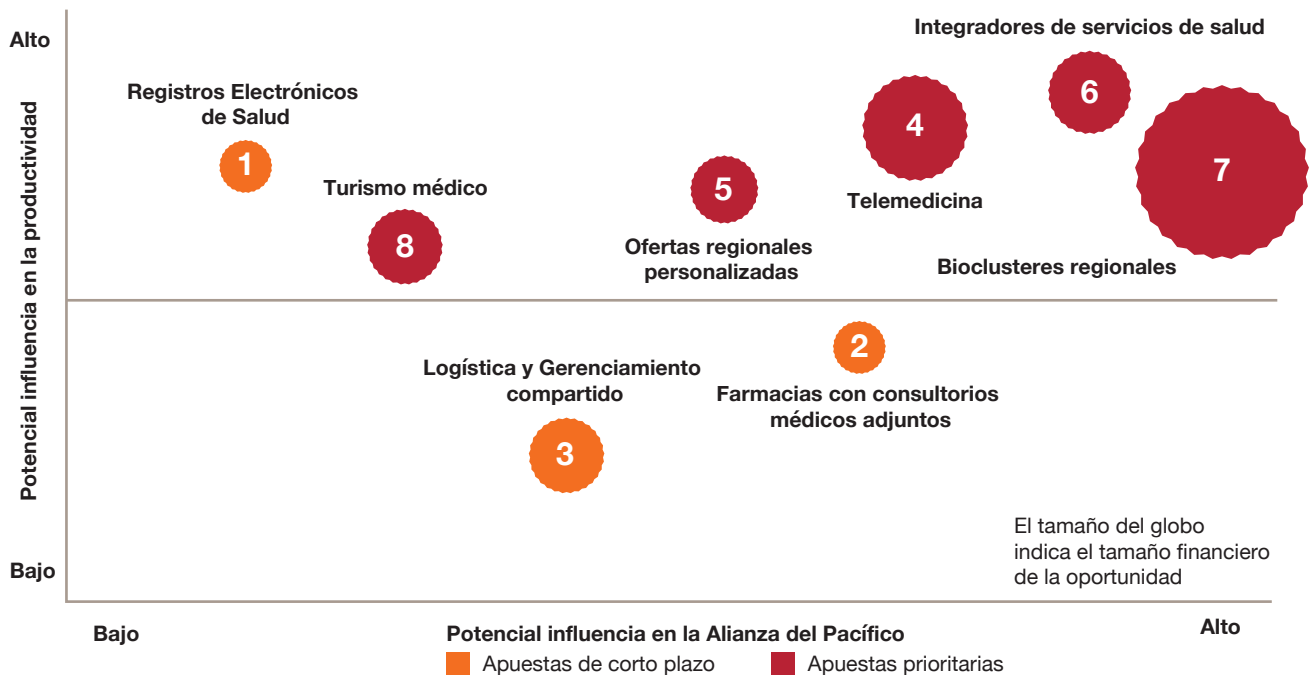 Alto
Potencial influencia en la productividad
Bajo
Integradores de servicios de salud
6
Registros Electrónicos
de Salud
1
4
Telemedicina
7
Bioclusteres regionales
Turismo médico
8
5
Ofertas regionales
personalizadas
2
Farmacias con consultorios
médicos adjuntos
Logística y Gerenciamiento
compartido
3
El tamaño del globo
indica el tamaño financiero
de la oportunidad
Bajo
Potencial influencia en la Alianza del Pacífico
Alto
Apuestas de corto plazo
Apuestas prioritarias